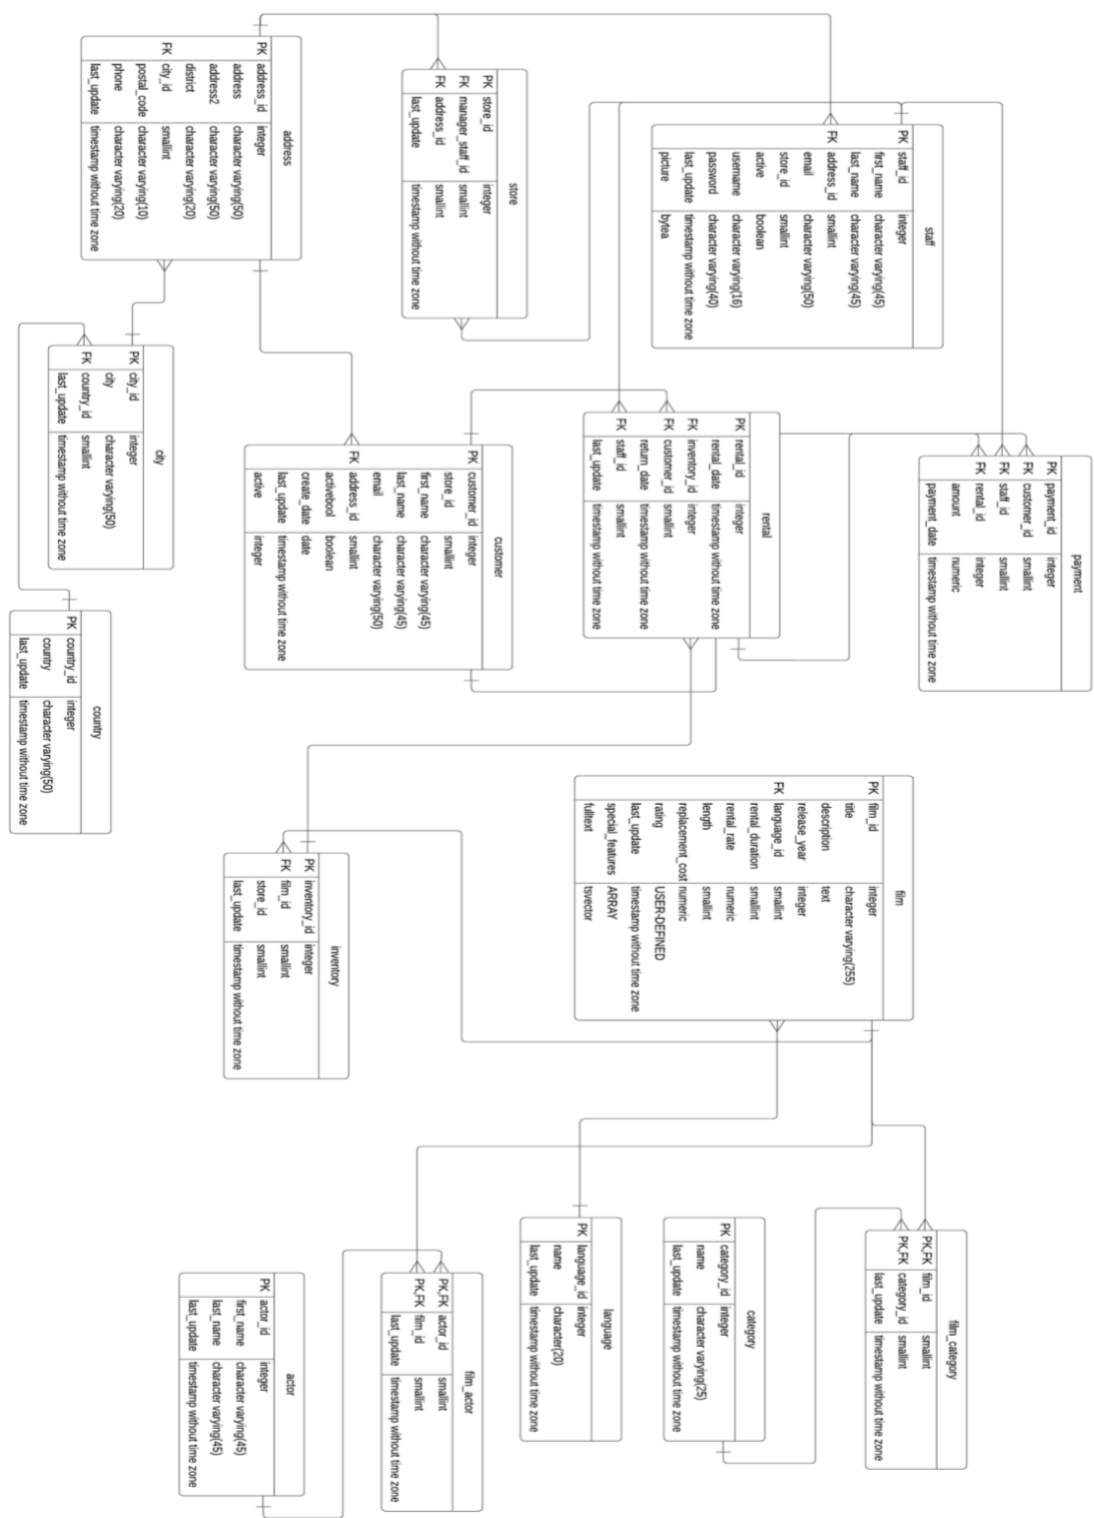 address
PK address_id integer
address character varying(50)
address2 character varying(50)
district character varying(20)
FK city_id smallint
postal_code character varying(10)
phone character varying(20)
last_update timestamp without time zone
city
PK city_id integer
city character varying(50)
FK country_id smallint
last_update timestamp without time zone
country
PK country_id integer
country character varying(50)
last_update timestamp without time zone
store
PK store_id integer
FK manager_staff_id smallint
FK address_id smallint
last_update timestamp without time zone
customer
PK customer_id integer
store_id smallint
first_name character varying(45)
last_name character varying(45)
email character varying(50)
FK address_id smallint
activebool boolean
create_date date
last_update timestamp without time zone
active integer
staff
PK staff_id integer
first_name character varying(45)
last_name character varying(45)
FK address_id smallint
email character varying(50)
store_id smallint
active boolean
username character varying(16)
password character varying(40)
last_update timestamp without time zone
picture bytea
rental
PK rental_id integer
rental_date timestamp without time zone
FK inventory_id integer
FK customer_id smallint
return_date timestamp without time zone
FK staff_id smallint
last_update timestamp without time zone
payment
PK payment_id integer
FK customer_id smallint
FK staff_id smallint
FK rental_id integer
amount numeric
payment_date timestamp without time zone
inventory
PK inventory_id integer
FK film_id smallint
store_id smallint
last_update timestamp without time zone
film
PK film_id integer
title character varying(255)
description text
release_year integer
FK language_id smallint
rental_duration smallint
rental_rate numeric
length smallint
replacement_cost numeric
rating USER-DEFINED
last_update timestamp without time zone
special_features ARRAY
fulltext tsvector
film_category
PK,FK film_id smallint
PK,FK category_id smallint
last_update timestamp without time zone
category
PK category_id integer
name character varying(25)
last_update timestamp without time zone
language
PK language_id integer
name character(20)
last_update timestamp without time zone
film_actor
PK,FK actor_id smallint
PK,FK film_id smallint
last_update timestamp without time zone
actor
PK actor_id integer
first_name character varying(45)
last_name character varying(45)
last_update timestamp without time zone